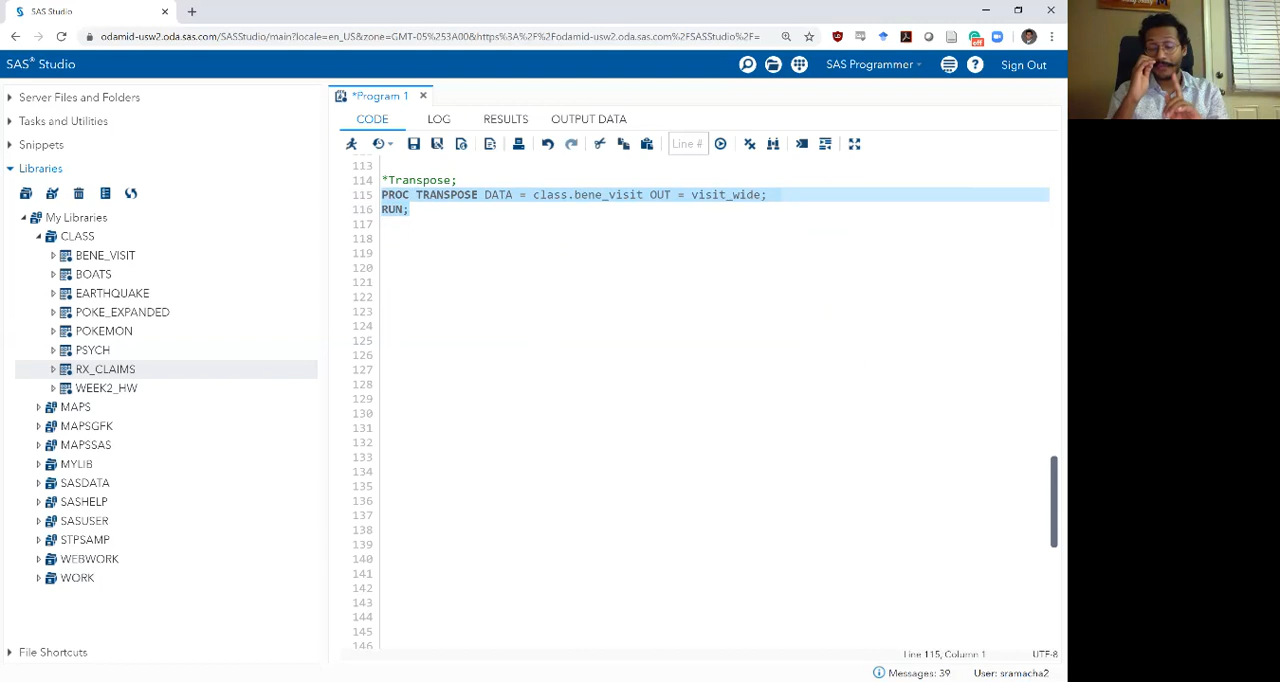 SAS Studio
odamid-usw2.oda.sas.com/SASStudio/main?locale=en_US&zone=GMT-05%253A00&https%3A%2F%2Fodamid-usw2.oda.sas.com%2FSASStudio%2F=
off
SAS® Studio
SAS Programmer
Sign Out
Server Files and Folders
Tasks and Utilities
Snippets
Libraries
My Libraries
CLASS
BENE_VISIT
BOATS
EARTHQUAKE
POKE_EXPANDED
POKEMON
PSYCH
RX_CLAIMS
WEEK2_HW
MAPS
MAPSGFK
MAPSSAS
MYLIB
SASDATA
SASHELP
SASUSER
STPSAMP
WEBWORK
WORK
File Shortcuts
*Program 1
CODE LOG RESULTS OUTPUT DATA
Line #
113
114 *Transpose;
115 PROC TRANSPOSE DATA = class.bene_visit OUT = visit_wide;
116 RUN;
117
118
119
120
121
122
123
124
125
126
127
128
129
130
131
132
133
134
135
136
137
138
139
140
141
142
143
144
145
146
Line 115, Column 1 UTF-8
Messages: 39 User: sramacha2